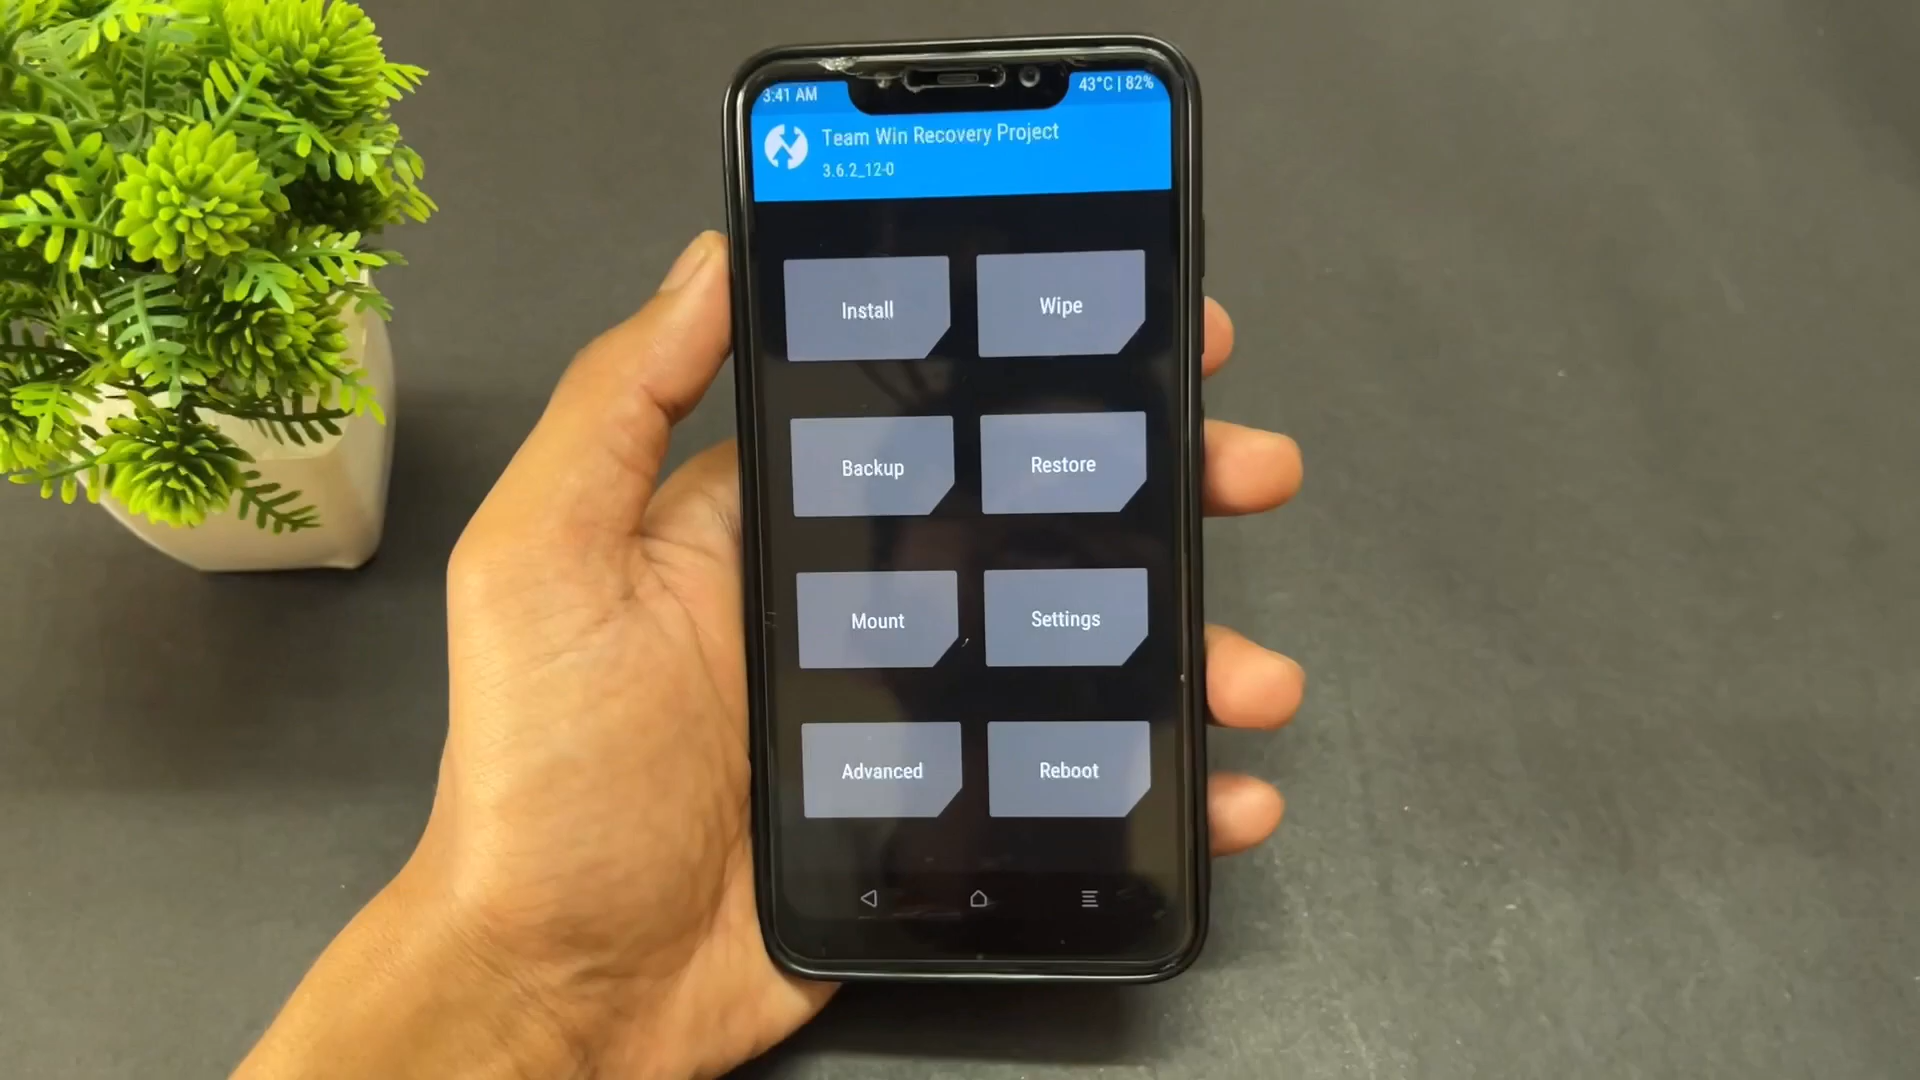 3:41 AM
43°C | 82%
Team Win Recovery Project
3.6.2_12-0
Install
Wipe
Backup
Restore
Mount
Settings
Advanced
Reboot